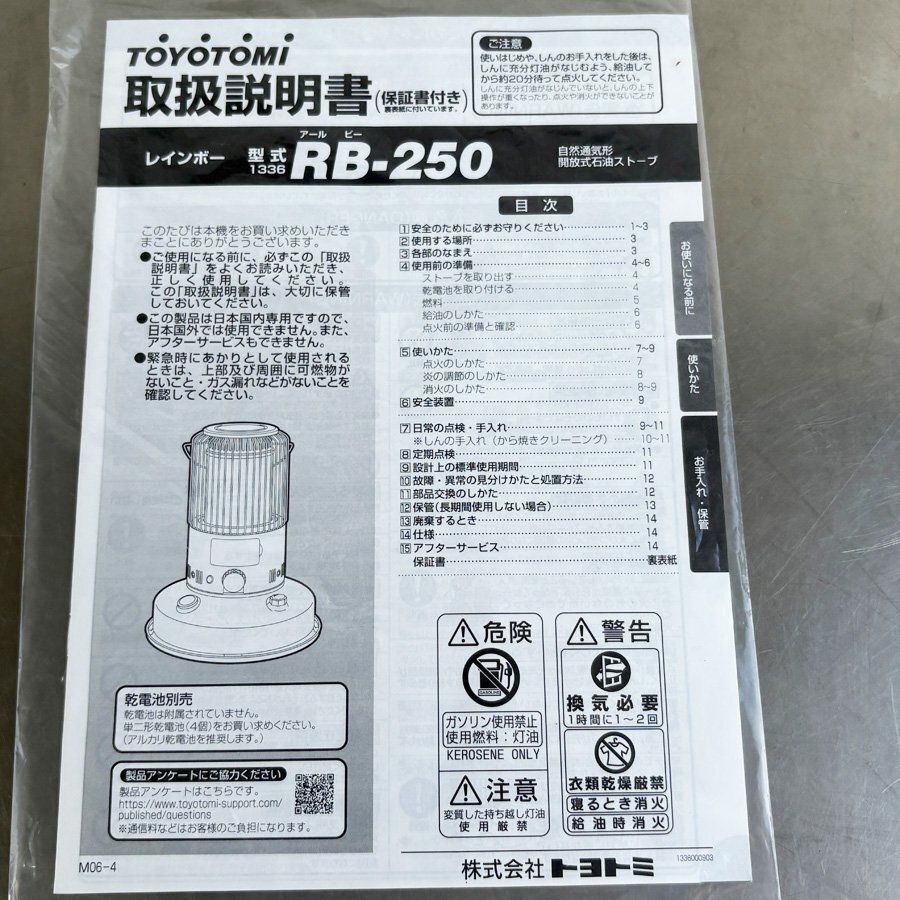 TOYOTOMI
取扱説明書(保証書付き)
裏表紙に付いています。
ご注意
使いはじめや、しんのお手入れをした後は、
しんに充分灯油がなじむよう、給油して
から約20分待って点火してください。
しんに充分灯油がなじんでいないと、しんの上下
操作が重くなったり、点火や消火ができないことが
あります。
アール ビー
レインボー 型式 RB-250
1336
自然通気形
開放式石油ストーブ
このたびは本機をお買い求めいただき
まことにありがとうございます。
●ご使用になる前に、必ずこの「取扱
説明書」をよくお読みいただき、
正しく使用してください。
この「取扱説明書」は、大切に保管
しておいてください。
●この製品は日本国内専用ですので、
日本国外では使用できません。また、
アフターサービスもできません。
●緊急時にあかりとして使用される
ときは、上部及び周囲に可燃物が
ないこと・ガス漏れなどがないことを
確認してください。
乾電池別売
乾電池は附属されていません。
単二形乾電池(4個)をお買い求めください。
(アルカリ乾電池を推奨します。)
製品アンケートにご協力ください
製品アンケートはこちらです。
https://www.toyotomi-support.com/
published/questions
※通信料などはお客様のご負担になります。
M06-4
目次
1 安全のために必ずお守りください 1~3
2 使用する場所 3
3 各部のなまえ 3
4 使用前の準備 4~6
ストーブを取り出す 4
乾電池を取り付ける 4
燃料 5
給油のしかた 6
点火前の準備と確認 6
5 使いかた 7~9
点火のしかた 7
炎の調節のしかた 8
消火のしかた 8~9
6 安全装置 9
7 日常の点検・手入れ 9~11
※しんの手入れ(から焼きクリーニング) 10~11
8 定期点検 11
9 設計上の標準使用期間 11
10 故障・異常の見分けかたと処置方法 12
11 部品交換のしかた 12
12 保管(長期間使用しない場合) 13
13 廃棄するとき 14
14 仕様 14
15 アフターサービス 14
保証書 裏表紙
お使いになる前に
使いかた
お手入れ・保管
危険
GASOLINE
ガソリン使用禁止
使用燃料:灯油
KEROSENE ONLY
注意
変質した持ち越し灯油
使用厳禁
警告
換気必要
1時間に1~2回
衣類乾燥厳禁
寝るとき消火
給油時消火
株式会社 トヨトミ
1336000903